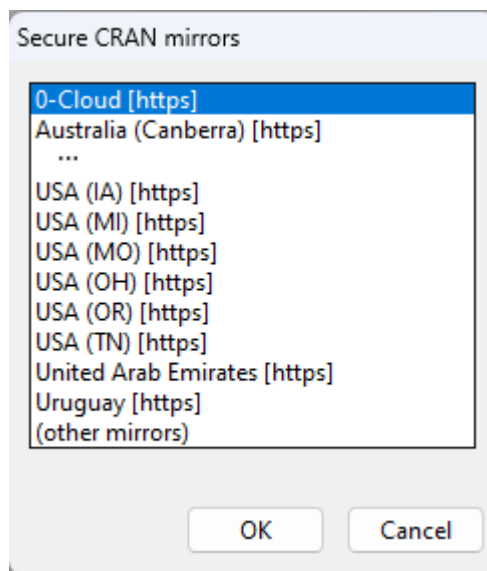 Secure CRAN mirrors
0-Cloud [https]
Australia (Canberra) [https]
...
USA (IA) [https]
USA (MI) [https]
USA (MO) [https]
USA (OH) [https]
USA (OR) [https]
USA (TN) [https]
United Arab Emirates [https]
Uruguay [https]
(other mirrors)
OK Cancel